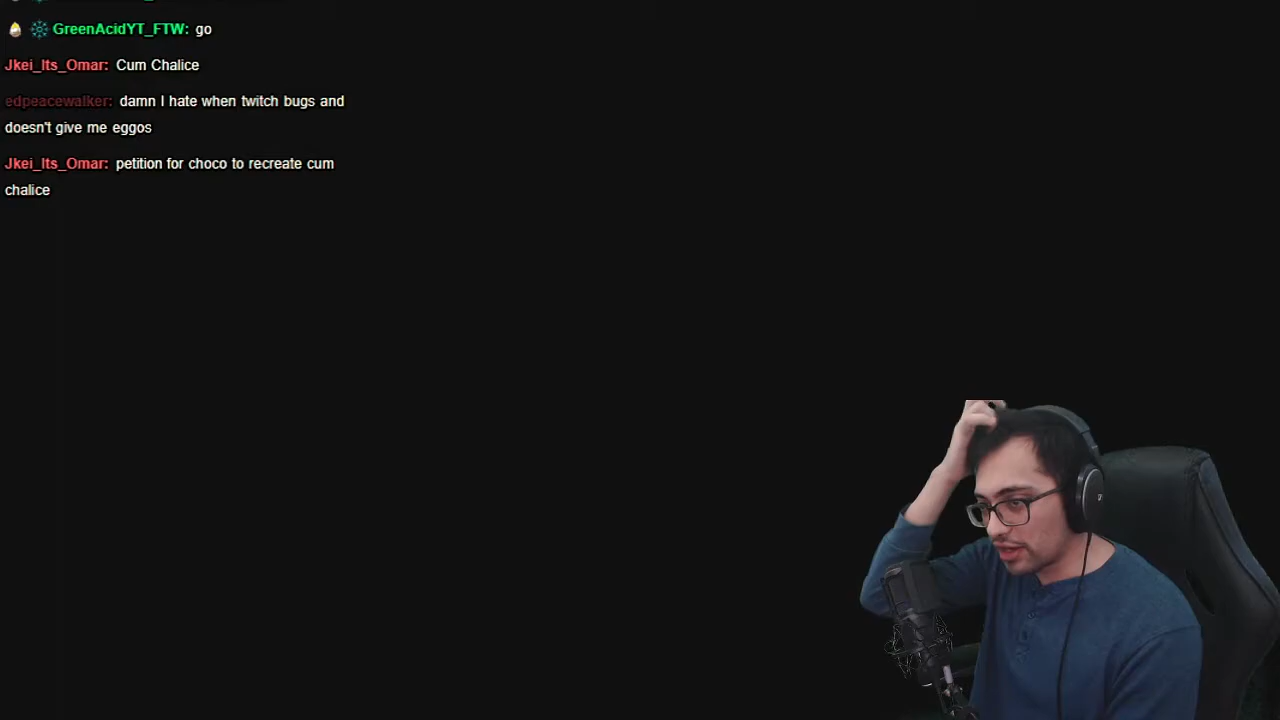 GreenAcidYT_FTW: go
Jkei_Its_Omar: Cum Chalice
edpeacewalker: damn I hate when twitch bugs and
doesn't give me eggos
Jkei_Its_Omar: petition for choco to recreate cum
chalice